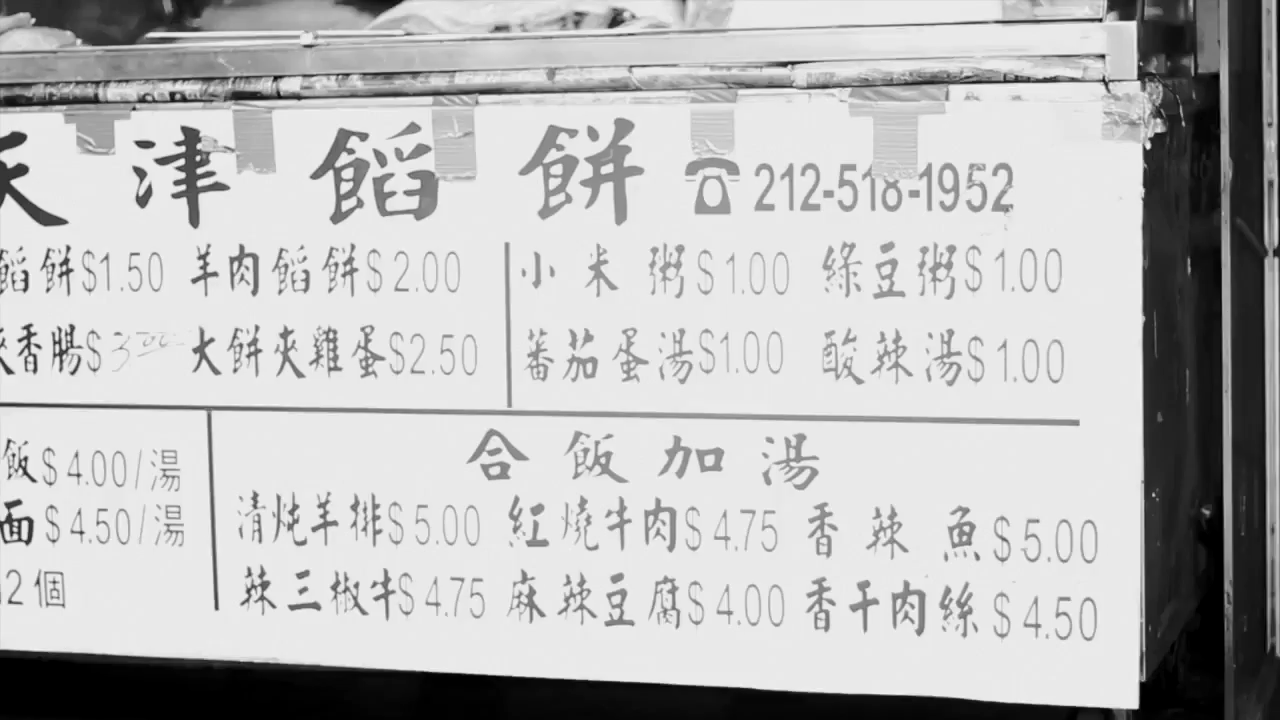 天津餡餅 ☎212-518-1952
餡餅$1.50 羊肉餡餅$2.00 小米粥$1.00 綠豆粥$1.00
夾香腸$3.00 大餅夾雞蛋$2.50 蕃茄蛋湯$1.00 酸辣湯$1.00
合飯加湯
飯$4.00/湯
面$4.50/湯
12個
清炖羊排$5.00 紅燒牛肉$4.75 香辣魚$5.00
辣三椒牛$4.75 麻辣豆腐$4.00 香干肉絲$4.50